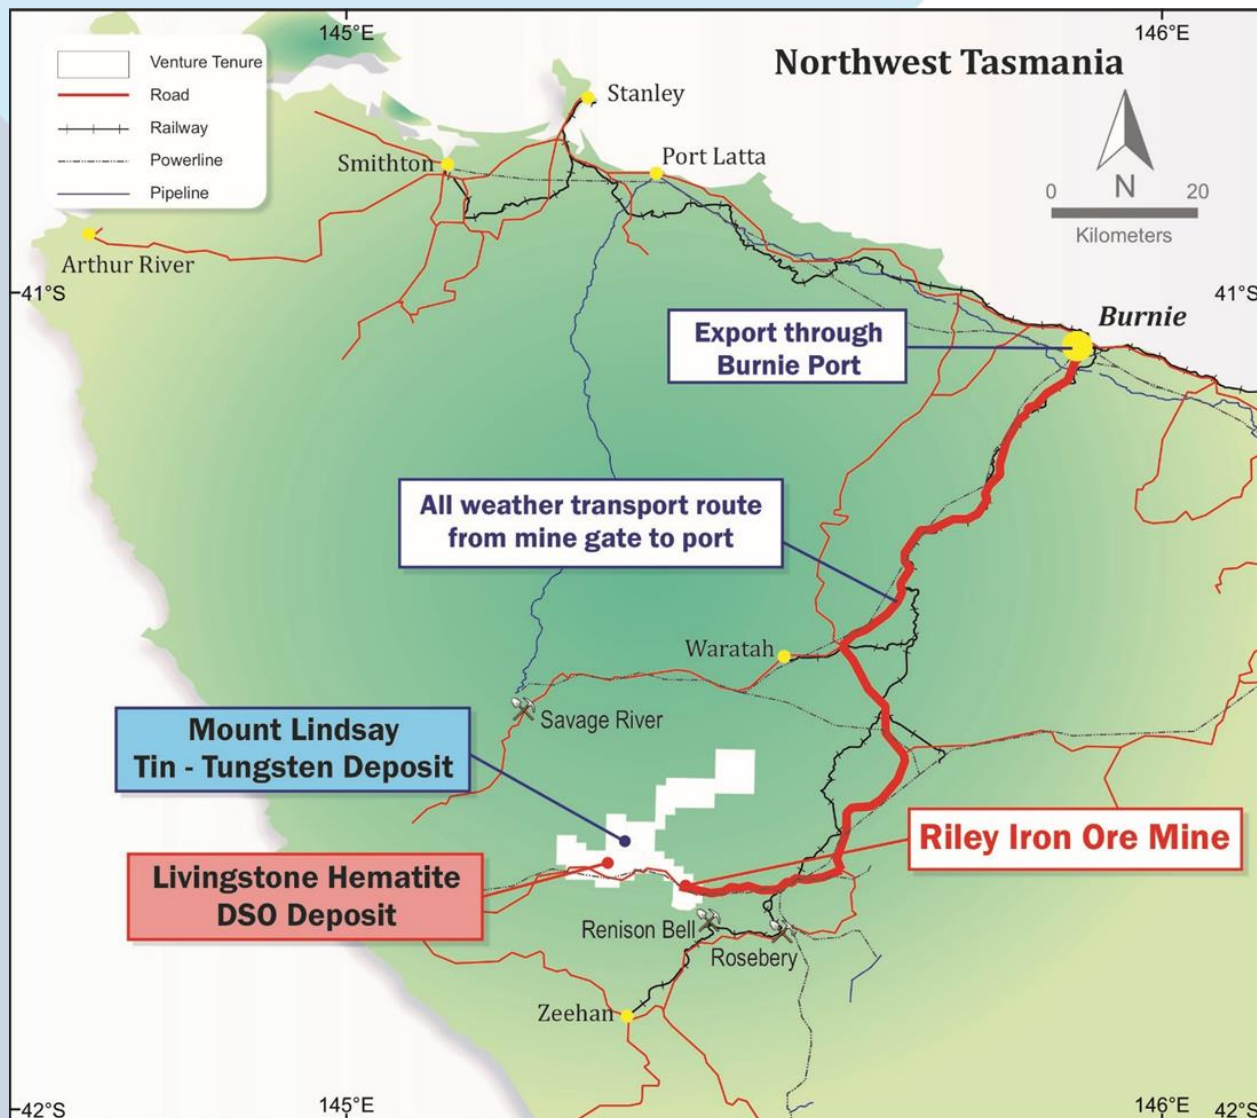 145°E
146°E
Northwest Tasmania
Venture Tenure
Road
Railway
Powerline
Pipeline
Stanley
Smithton
Port Latta
N
0 20
Kilometers
Arthur River
41°S
41°S
Burnie
Export through
Burnie Port
All weather transport route
from mine gate to port
Waratah
Savage River
Mount Lindsay
Tin - Tungsten Deposit
Riley Iron Ore Mine
Livingstone Hematite
DSO Deposit
Renison Bell
Rosebery
Zeehan
42°S
145°E
146°E
42°S